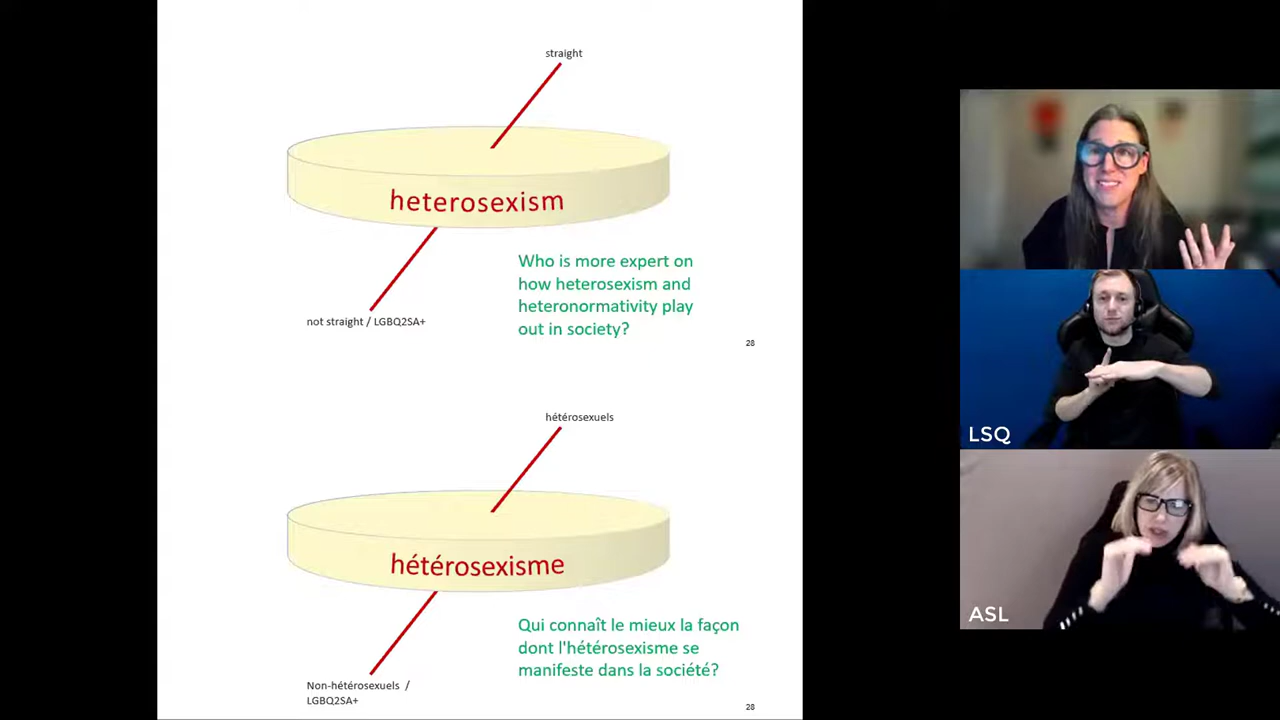 straight
heterosexism
Who is more expert on
how heterosexism and
heteronormativity play
out in society?
not straight / LGBQ2SA+
28
hétérosexuels
hétérosexisme
Qui connaît le mieux la façon
dont l'hétérosexisme se
manifeste dans la société?
Non-hétérosexuels /
LGBQ2SA+
28
LSQ
ASL